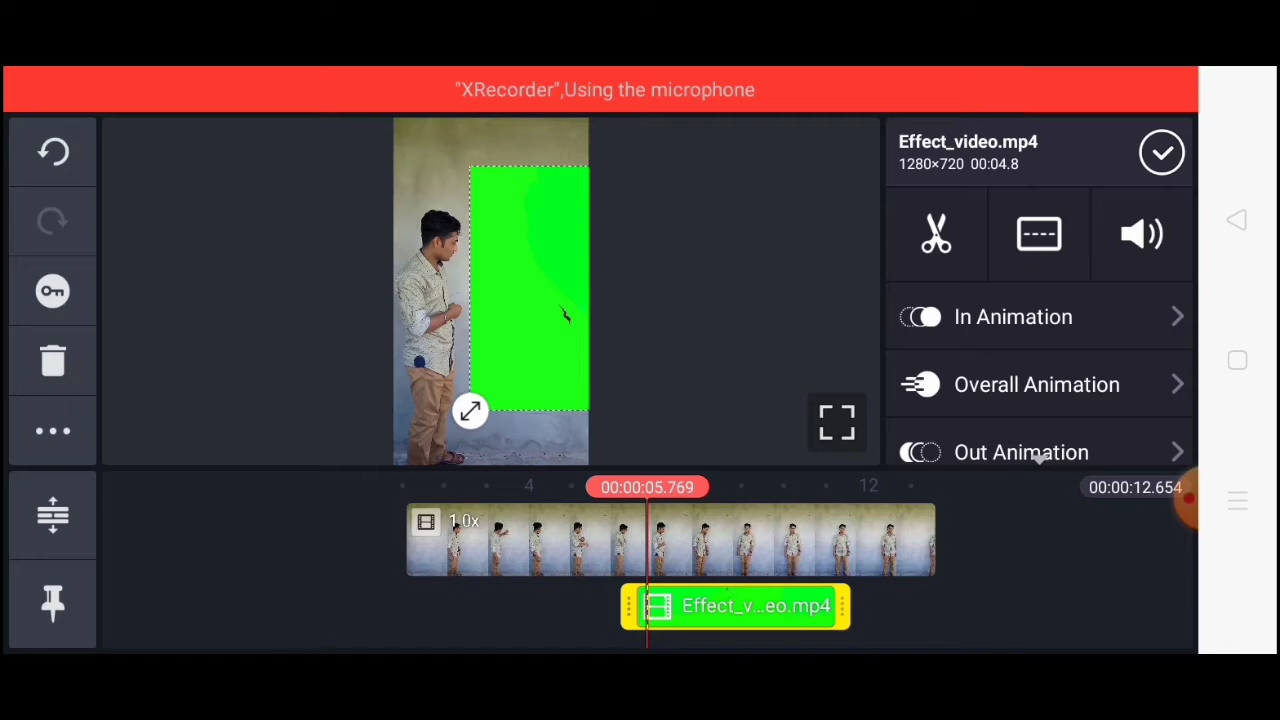 "XRecorder",Using the microphone
Effect_video.mp4
1280×720 00:04.8
In Animation
Overall Animation
Out Animation
4
00:00:05.769
12
00:00:12.654
1.0x
Effect_v...eo.mp4